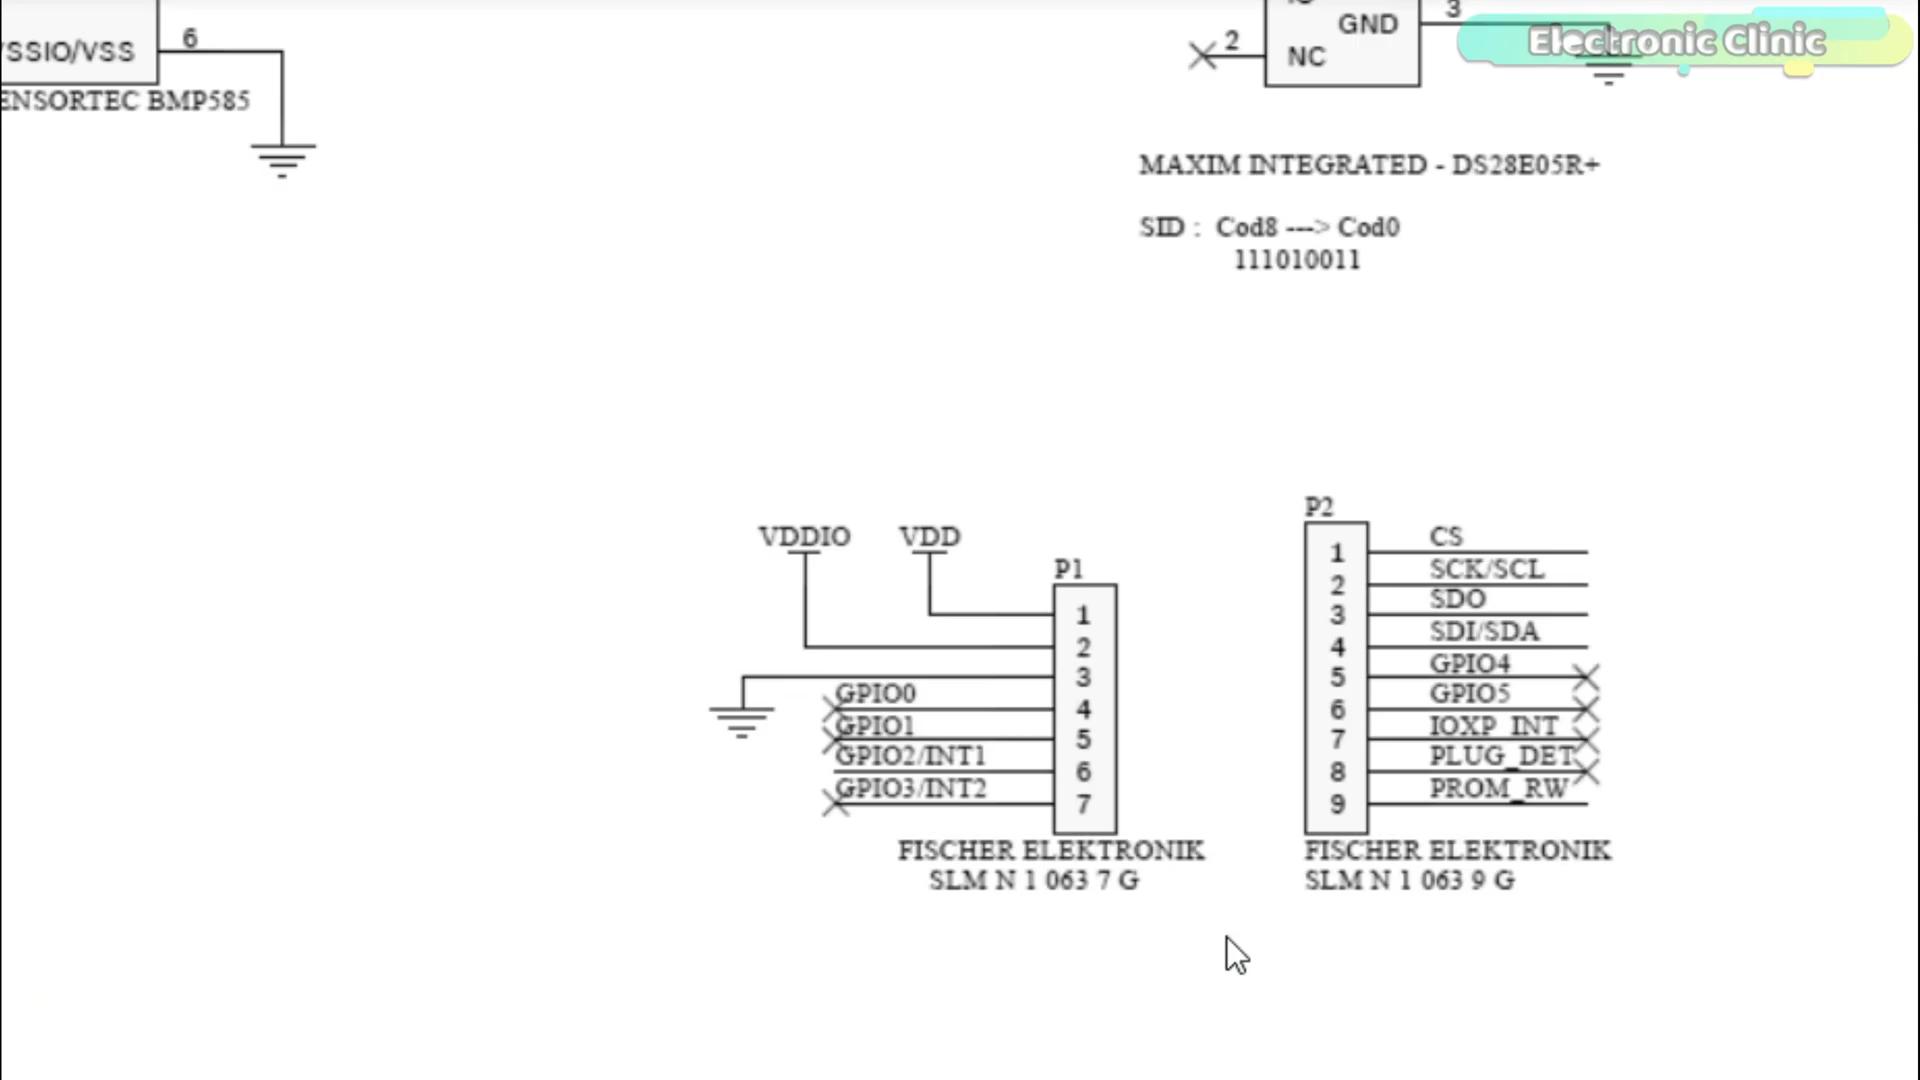 3
GND
Electronic Clinic
6
VSSIO/VSS
2
NC
ENSORTEC BMP585
MAXIM INTEGRATED - DS28E05R+
SID : Cod8 ---> Cod0
111010011
P2
VDDIO
VDD
P1
1
2
3
4
5
6
7
GPIO0
GPIO1
GPIO2/INT1
GPIO3/INT2
FISCHER ELEKTRONIK
SLM N 1 063 7 G
1
2
3
4
5
6
7
8
9
CS
SCK/SCL
SDO
SDI/SDA
GPIO4
GPIO5
IOXP_INT
PLUG_DET
PROM_RW
FISCHER ELEKTRONIK
SLM N 1 063 9 G